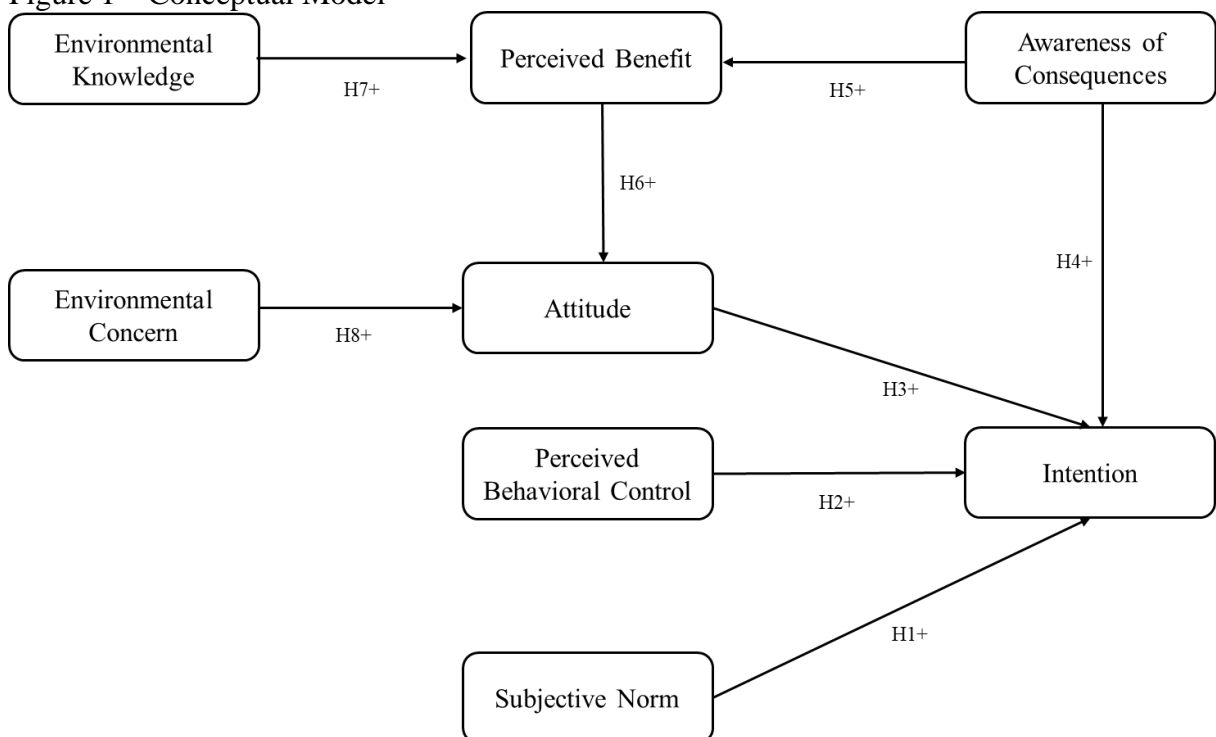 Figure 1 – Conceptual Model
Environmental
Knowledge
H7+
Perceived Benefit
H5+
Awareness of
Consequences
H6+
H4+
Environmental
Concern
H8+
Attitude
H3+
Perceived
Behavioral Control
H2+
Intention
H1+
Subjective Norm